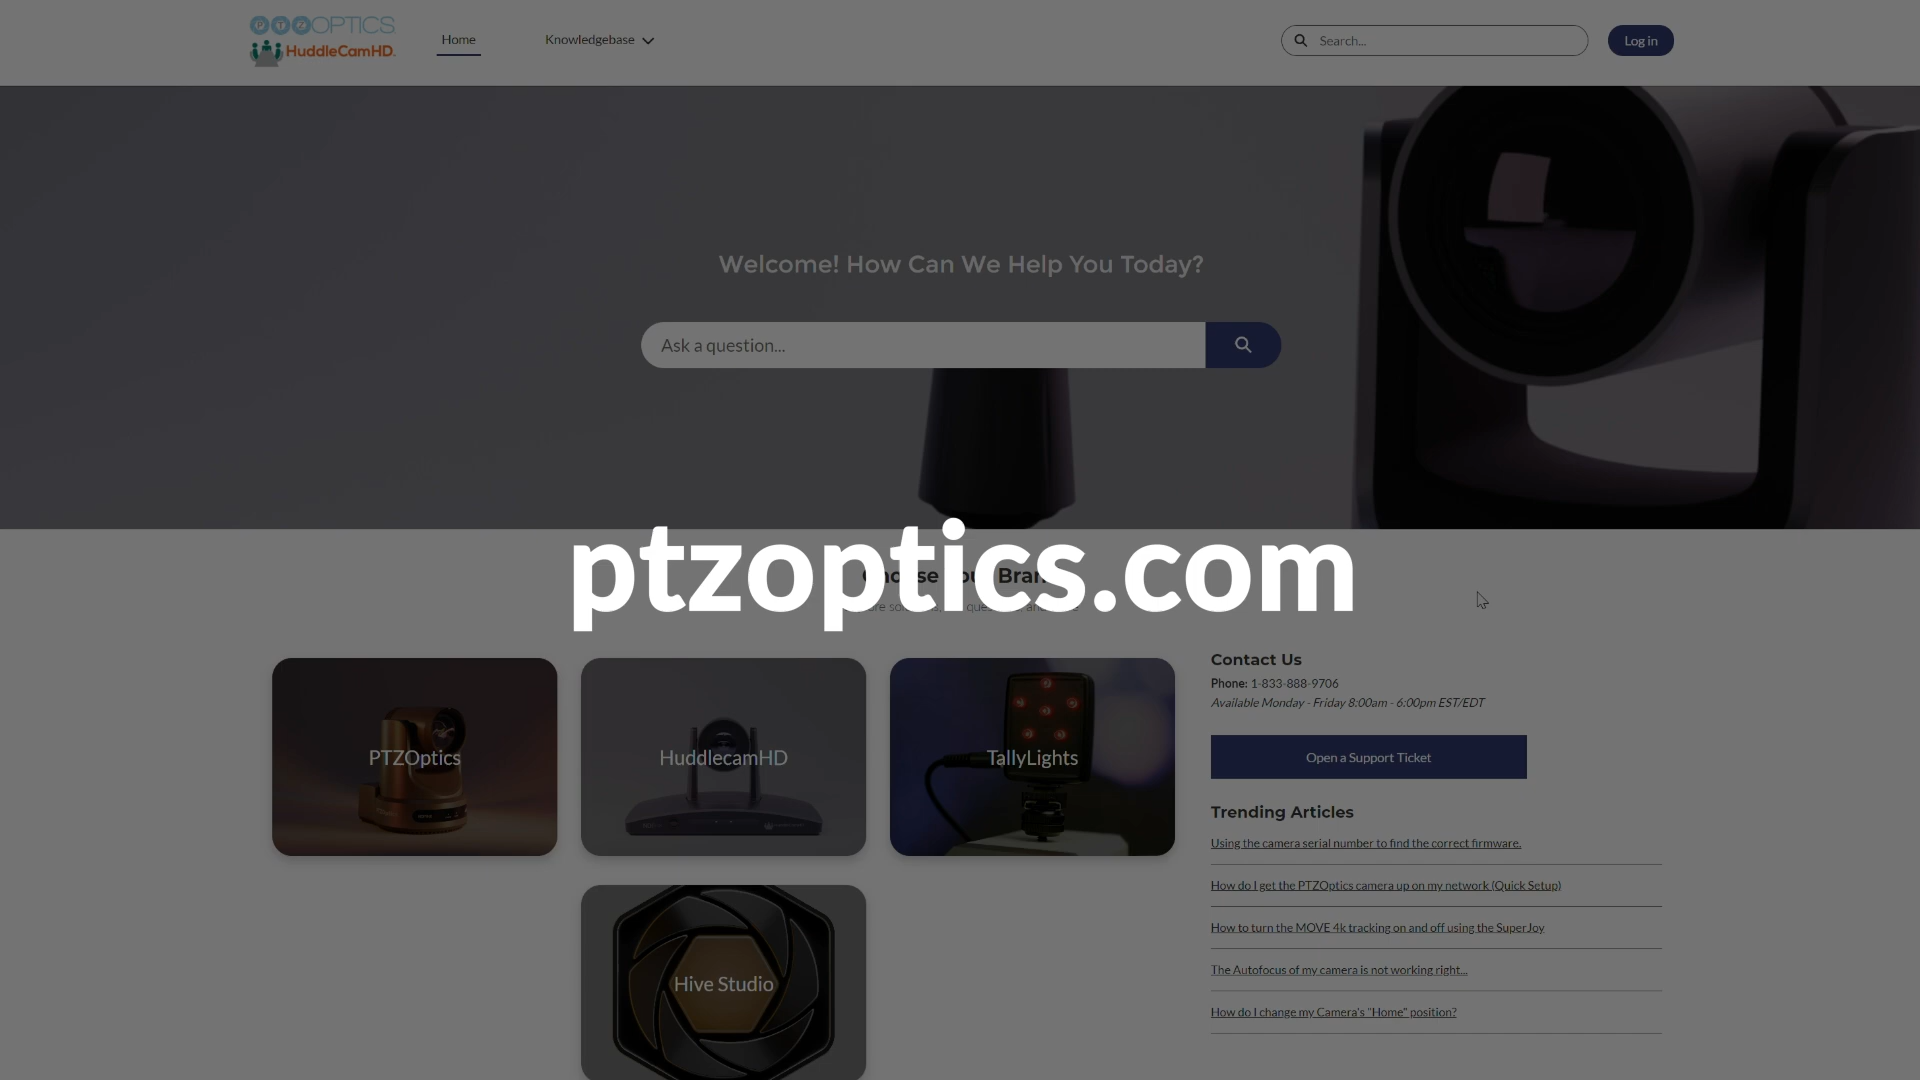 PTZOPTICS
HuddleCamHD
Home
Knowledgebase
Search...
Log in
Welcome! How Can We Help You Today?
Ask a question...
ptzoptics.com
PTZOptics
HuddlecamHD
TallyLights
Hive Studio
Contact Us
Phone: 1-833-888-9706
Available Monday - Friday 8:00am - 6:00pm EST/EDT
Open a Support Ticket
Trending Articles
Using the camera serial number to find the correct firmware.
How do I get the PTZOptics camera up on my network (Quick Setup)
How to turn the MOVE 4k tracking on and off using the SuperJoy
The Autofocus of my camera is not working right...
How do I change my Camera's "Home" position?